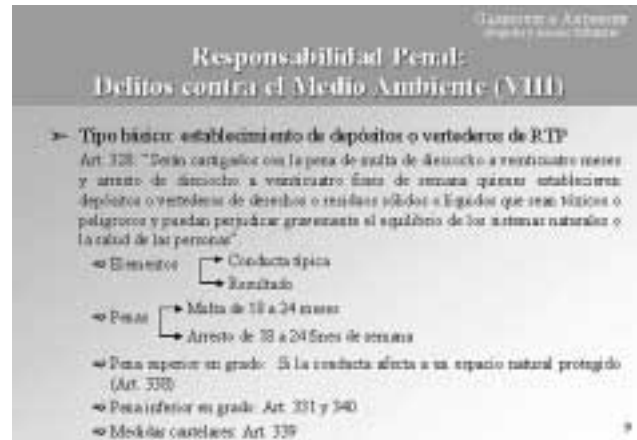 Garrigues & Andersen
Responsabilidad Penal:
Delitos contra el Medio Ambiente (VIII)
Tipo básico: establecimiento de depósitos o vertederos de RTP
Art. 328: "Serán castigados con la pena de multa de dieciocho a veinticuatro meses
y arresto de dieciocho a veinticuatro fines de semana quienes establecieren
depósitos o vertederos de desechos o residuos sólidos o líquidos que sean tóxicos o
peligrosos y puedan perjudicar gravemente el equilibrio de los sistemas naturales o
la salud de las personas"
Elementos
Conducta típica
Resultado
Penas
Multa de 18 a 24 meses
Arresto de 18 a 24 fines de semana
Pena superior en grado: Si la conducta afecta a un espacio natural protegido
(Art. 338)
Pena inferior en grado: Art. 331 y 340
Medidas cautelares: Art. 339
9